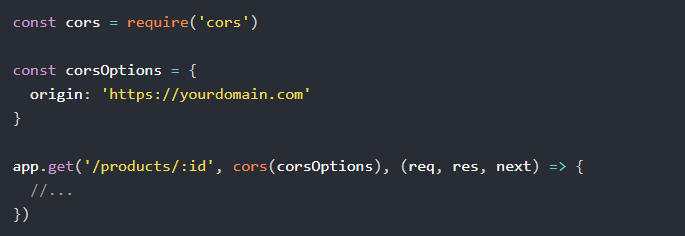 const cors = require('cors')

const corsOptions = {
  origin: 'https://yourdomain.com'
}

app.get('/products/:id', cors(corsOptions), (req, res, next) => {
  //...
})